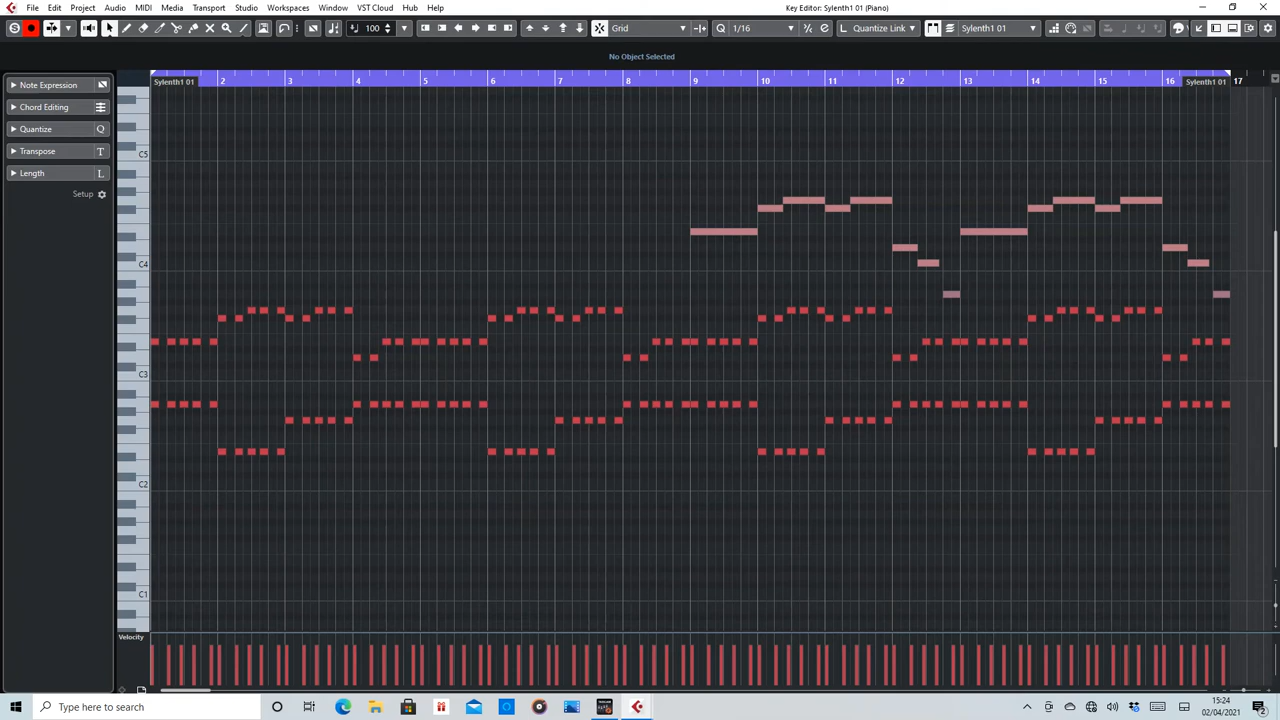 File Edit Project Audio MIDI Media Transport Studio Workspaces Window VST Cloud Hub Help Key Editor: Sylenth1 01 (Piano)
100 Grid Q 1/16 Quantize Link Sylenth1 01
No Object Selected
Sylenth1 01 2 3 4 5 6 7 8 9 10 11 12 13 14 15 16 Sylenth1 01 17
Note Expression
Chord Editing
Quantize Q
Transpose T
Length L
Setup
C5
C4
C3
C2
C1
Velocity
Type here to search
15:24
02/04/2021
2